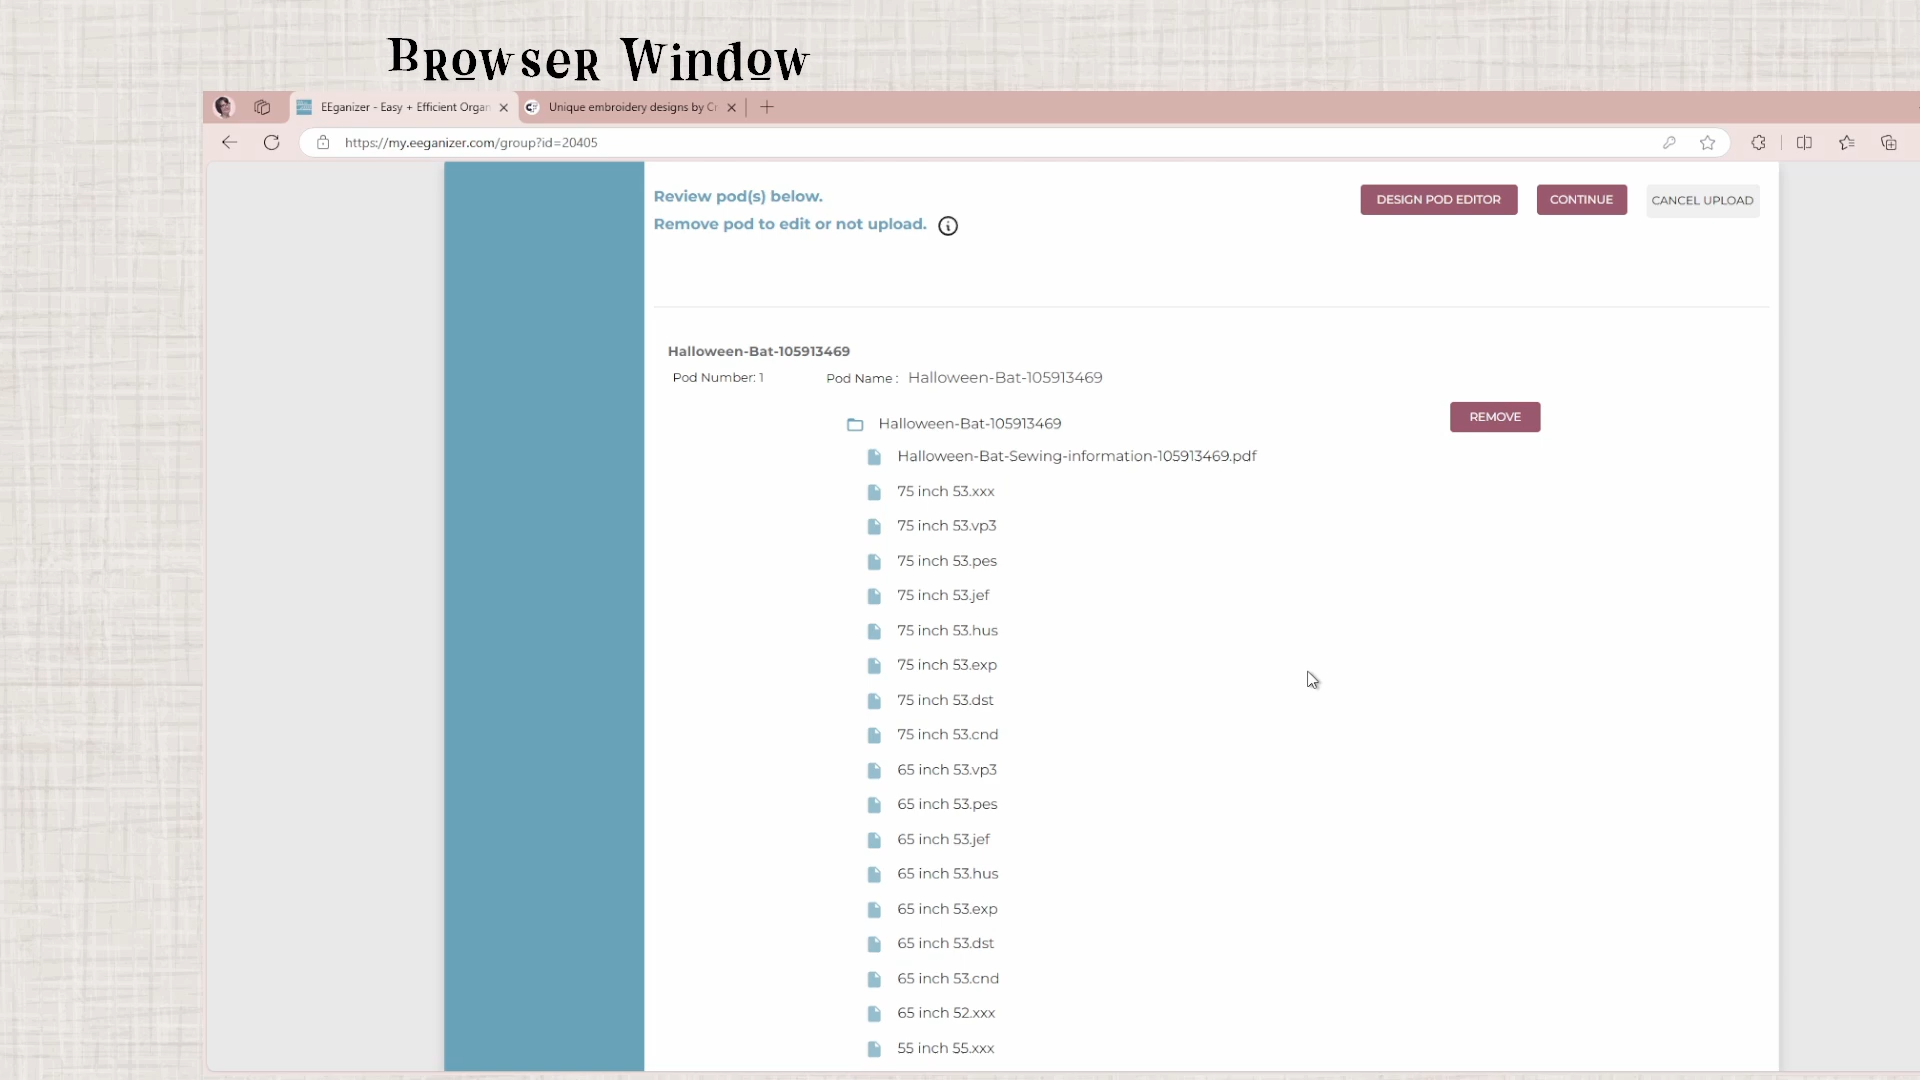 Browser Window
EEganizer - Easy + Efficient Organ
Unique embroidery designs by Cr
https://my.eeganizer.com/group?id=20405
Review pod(s) below.
Remove pod to edit or not upload.
DESIGN POD EDITOR
CONTINUE
CANCEL UPLOAD
Halloween-Bat-105913469
Pod Number: 1
Pod Name : Halloween-Bat-105913469
Halloween-Bat-105913469
REMOVE
Halloween-Bat-Sewing-information-105913469.pdf
75 inch 53.xxx
75 inch 53.vp3
75 inch 53.pes
75 inch 53.jef
75 inch 53.hus
75 inch 53.exp
75 inch 53.dst
75 inch 53.cnd
65 inch 53.vp3
65 inch 53.pes
65 inch 53.jef
65 inch 53.hus
65 inch 53.exp
65 inch 53.dst
65 inch 53.cnd
65 inch 52.xxx
55 inch 55.xxx